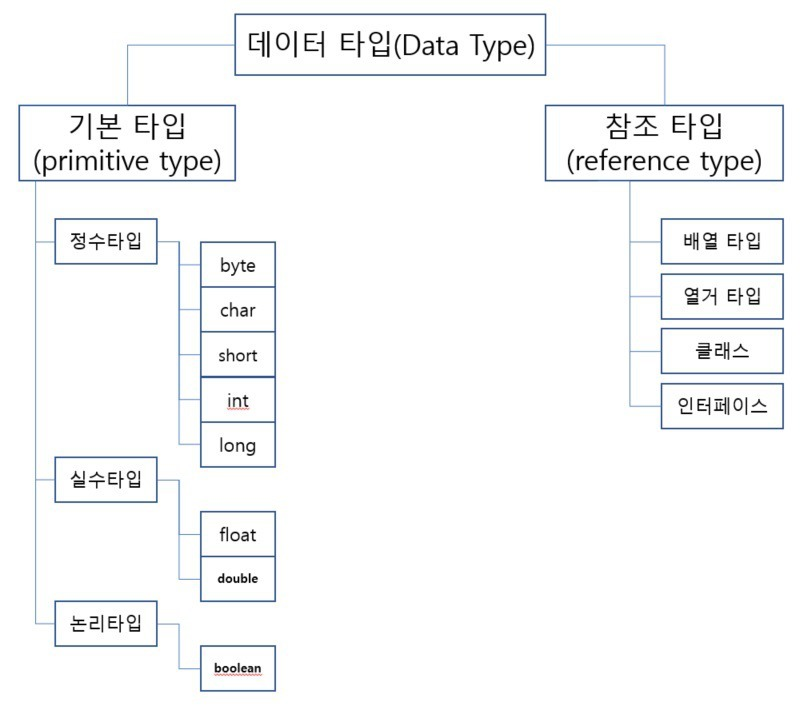 데이터 타입(Data Type)
기본 타입
(primitive type)
정수타입
byte
char
short
int
long
실수타입
float
double
논리타입
boolean
참조 타입
(reference type)
배열 타입
열거 타입
클래스
인터페이스